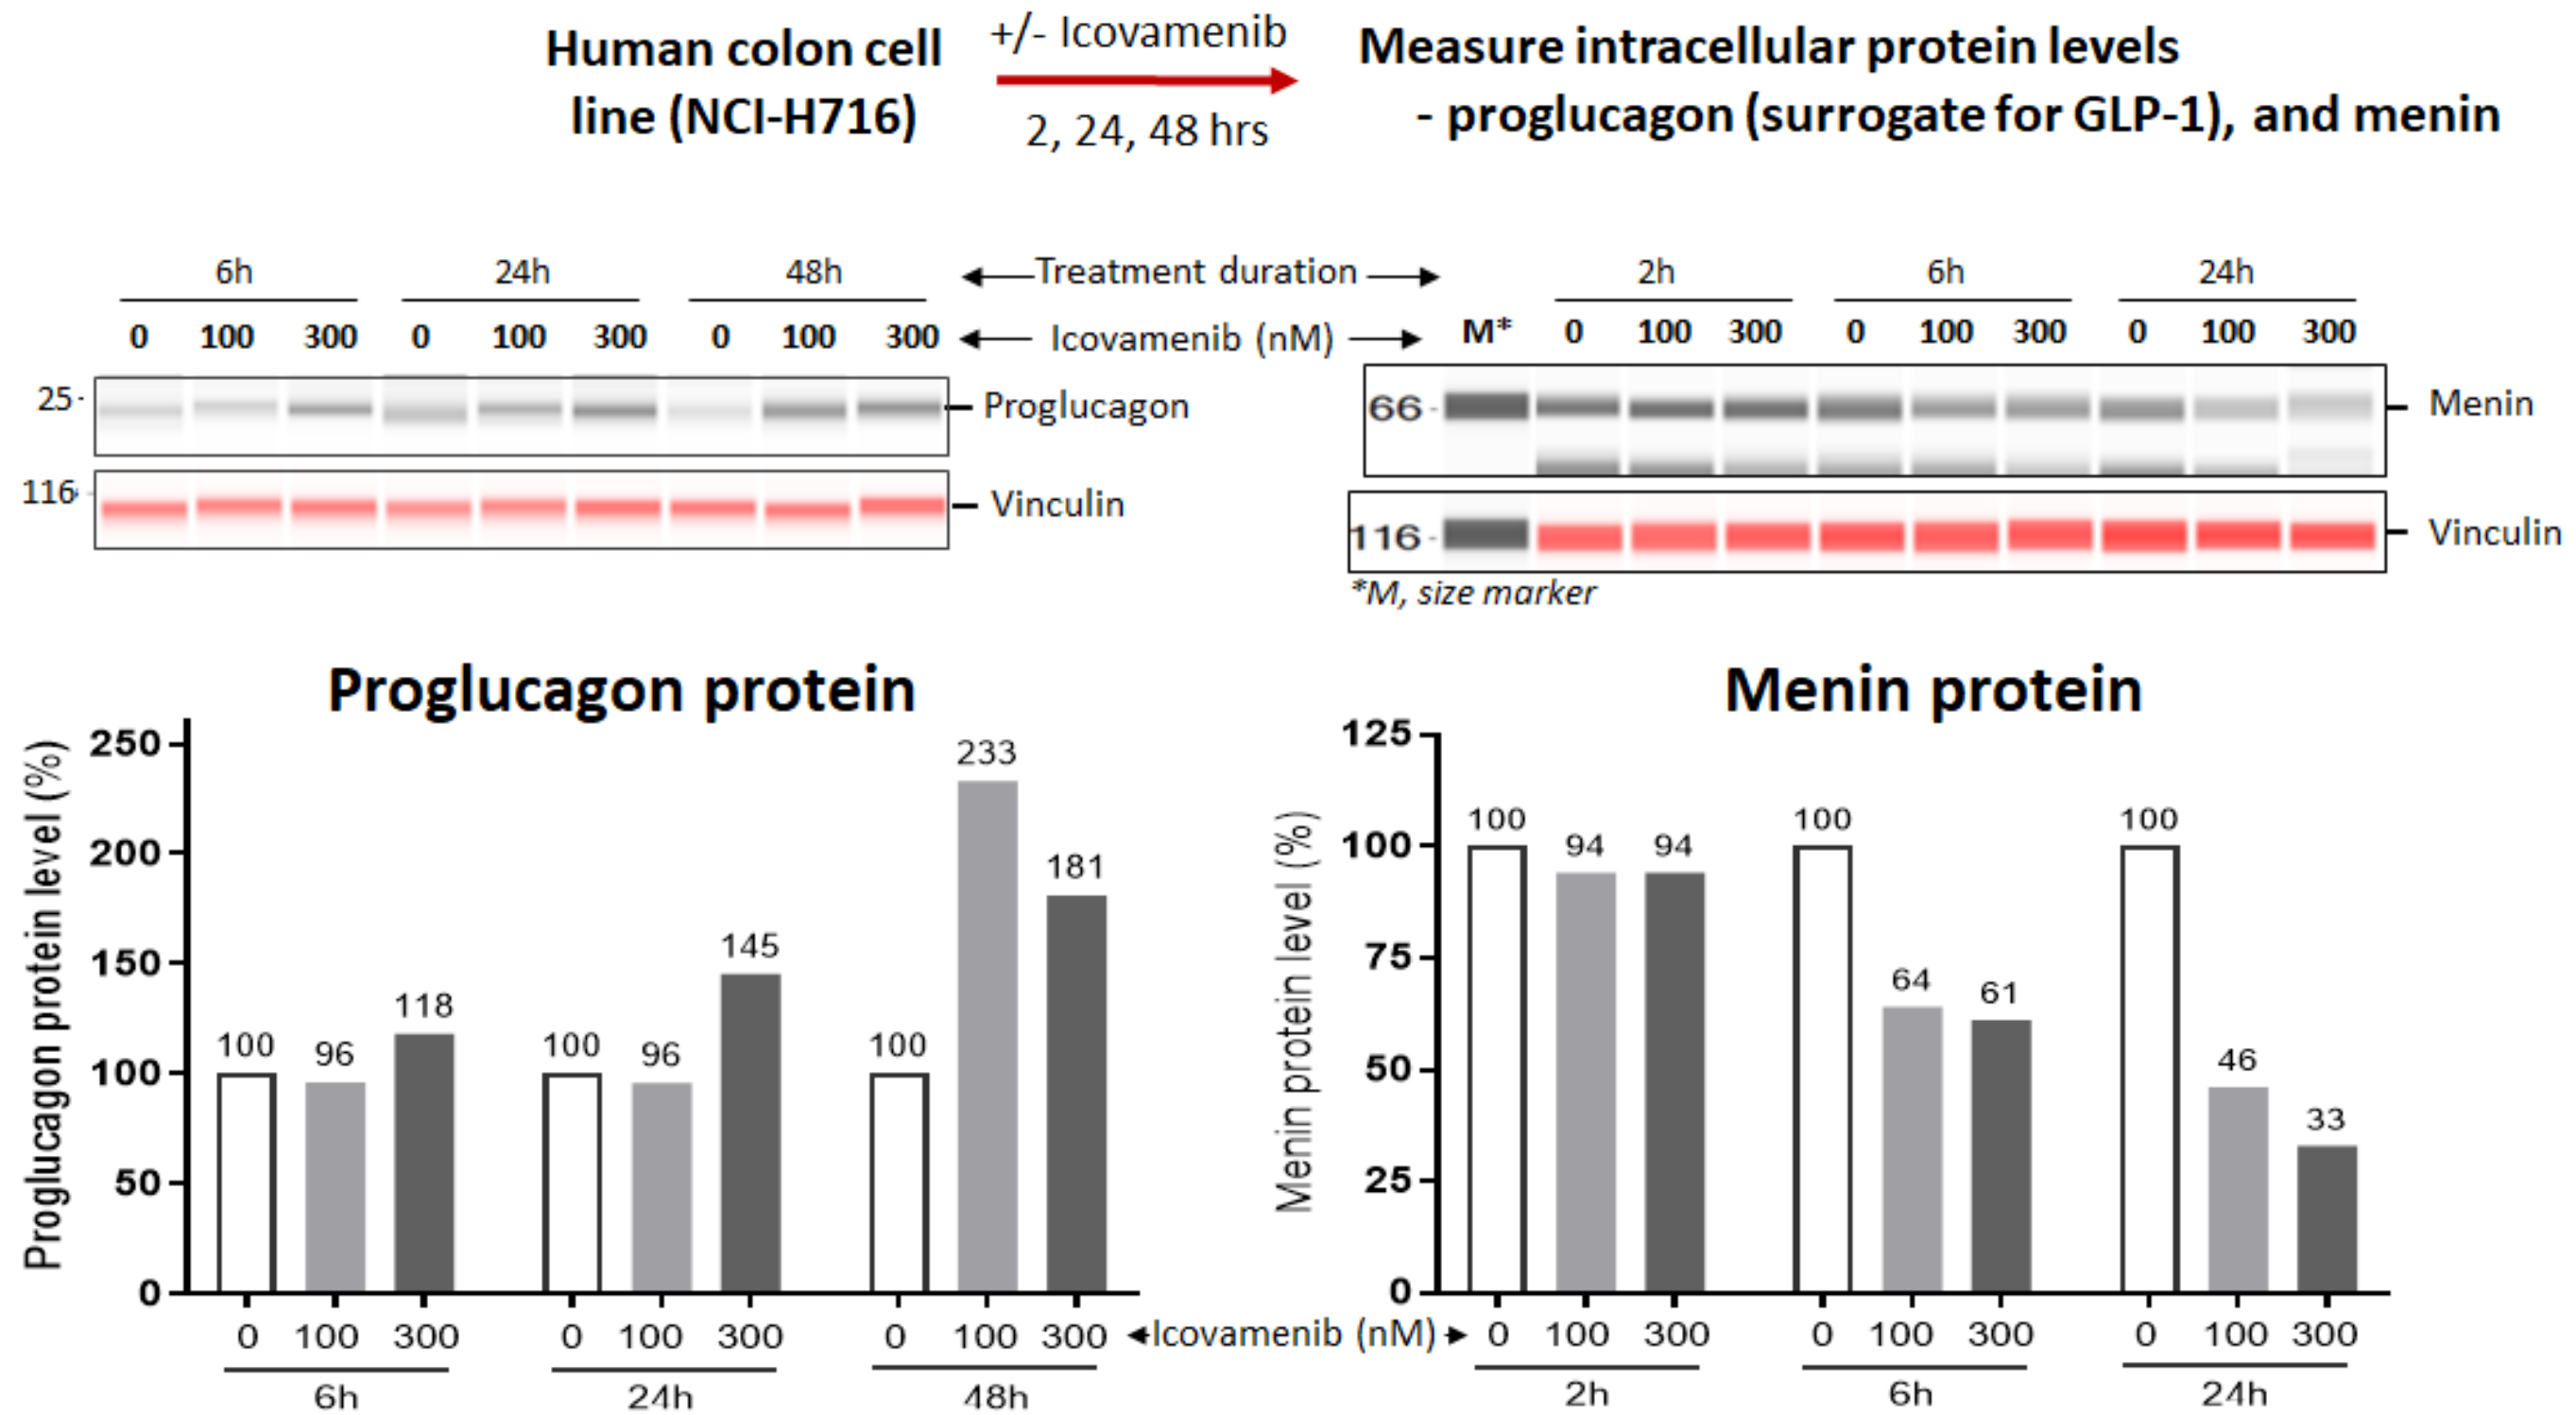 Human colon cell
line (NCI-H716)
+/- Icovamenib
2, 24, 48 hrs
Measure intracellular protein levels
- proglucagon (surrogate for GLP-1), and menin
6h 24h 48h
0 100 300 0 100 300 0 100 300
25-
Proglucagon
116-
Vinculin
Treatment duration
Icovamenib (nM)
2h 6h 24h
M* 0 100 300 0 100 300 0 100 300
66-
Menin
116-
Vinculin
*M, size marker
Proglucagon protein
Proglucagon protein level (%)
250
200
150
100
50
0
100 96 118 100 96 145 100 233 181
0 100 300 0 100 300 0 100 300
6h 24h 48h
Icovamenib (nM)
Menin protein
Menin protein level (%)
125
100
75
50
25
0
100 94 94 100 64 61 100 46 33
0 100 300 0 100 300 0 100 300
2h 6h 24h